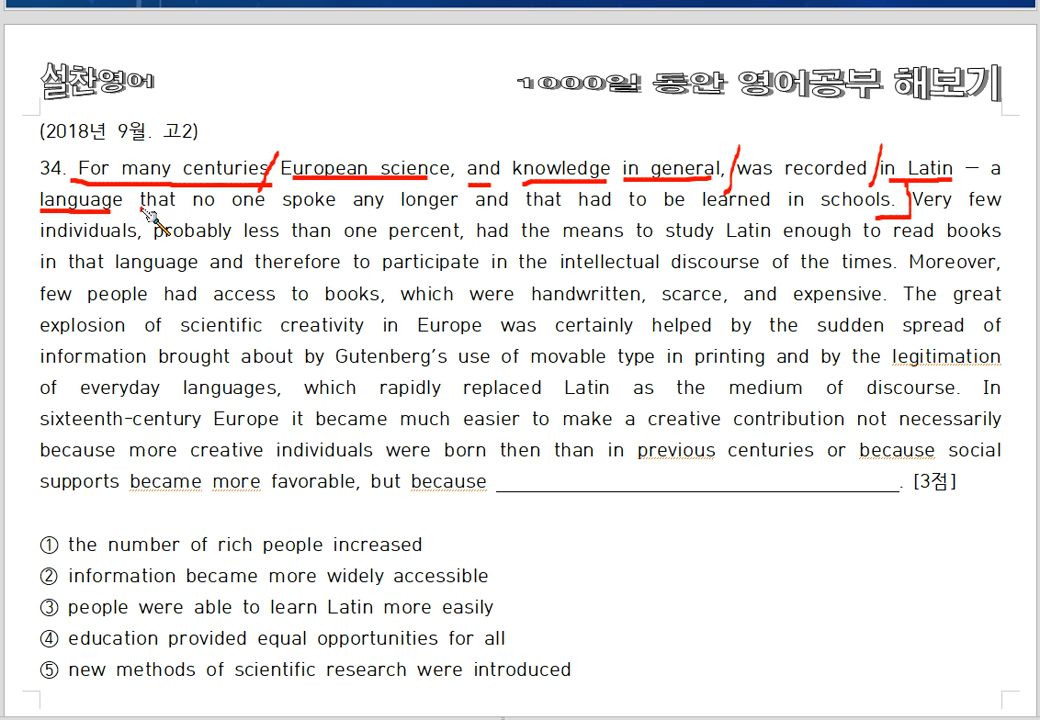 설찬영어
1000일 동안 영어공부 해보기
(2018년 9월. 고2)
34. For many centuries European science, and knowledge in general, was recorded in Latin – a
language that no one spoke any longer and that had to be learned in schools. Very few
individuals, probably less than one percent, had the means to study Latin enough to read books
in that language and therefore to participate in the intellectual discourse of the times. Moreover,
few people had access to books, which were handwritten, scarce, and expensive. The great
explosion of scientific creativity in Europe was certainly helped by the sudden spread of
information brought about by Gutenberg's use of movable type in printing and by the legitimation
of everyday languages, which rapidly replaced Latin as the medium of discourse. In
sixteenth-century Europe it became much easier to make a creative contribution not necessarily
because more creative individuals were born then than in previous centuries or because social
supports became more favorable, but because ______________________. [3점]
① the number of rich people increased
② information became more widely accessible
③ people were able to learn Latin more easily
④ education provided equal opportunities for all
⑤ new methods of scientific research were introduced